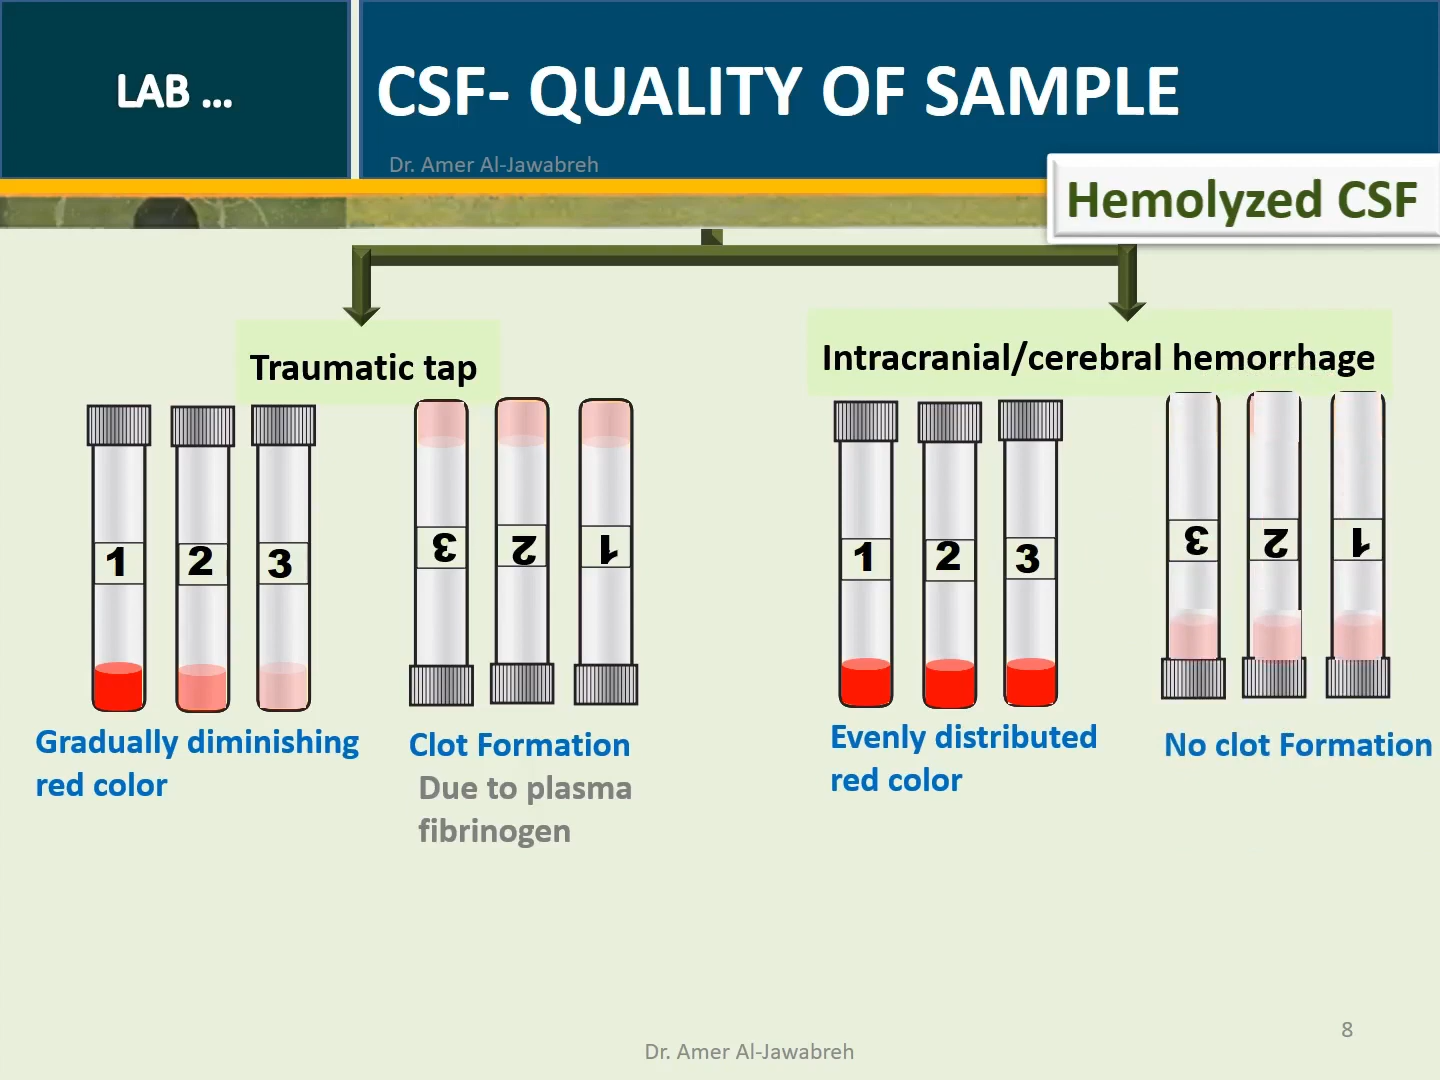 LAB ...
CSF- QUALITY OF SAMPLE
Dr. Amer Al-Jawabreh
Hemolyzed CSF
Traumatic tap
Intracranial/cerebral hemorrhage
1 2 3
3 2 1
1 2 3
3 2 1
Gradually diminishing
red color
Clot Formation
Due to plasma
fibrinogen
Evenly distributed
red color
No clot Formation
8
Dr. Amer Al-Jawabreh